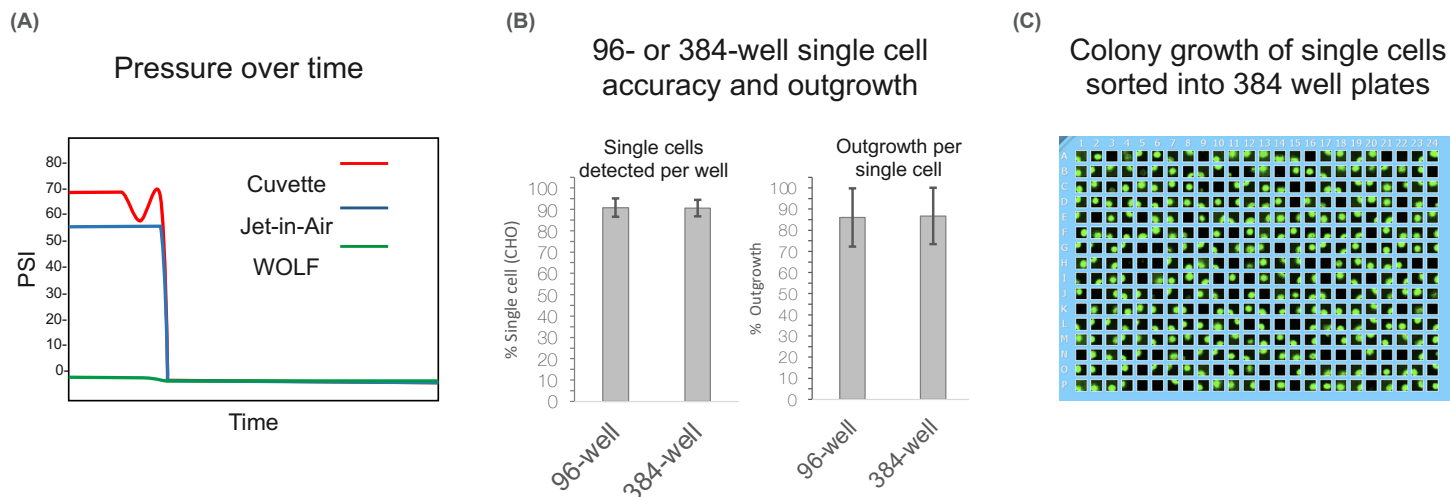 (A)
Pressure over time
PSI
80-
70-
60-
50-
40-
30-
20-
10-
0-
Cuvette
Jet-in-Air
WOLF
Time
(B)
96- or 384-well single cell
accuracy and outgrowth
Single cells
detected per well
% Single cell (CHO)
100
90
80
70
60
50
40
30
20
10
0
96-well
384-well
Outgrowth per
single cell
% Outgrowth
100
90
80
70
60
50
40
30
20
10
0
96-well
384-well
(C)
Colony growth of single cells
sorted into 384 well plates
1 2 3 4 5 6 7 8 9 10 11 12 13 14 15 16 17 18 19 20 21 22 23 24
A
B
C
D
E
F
G
H
I
J
K
L
M
N
O
P